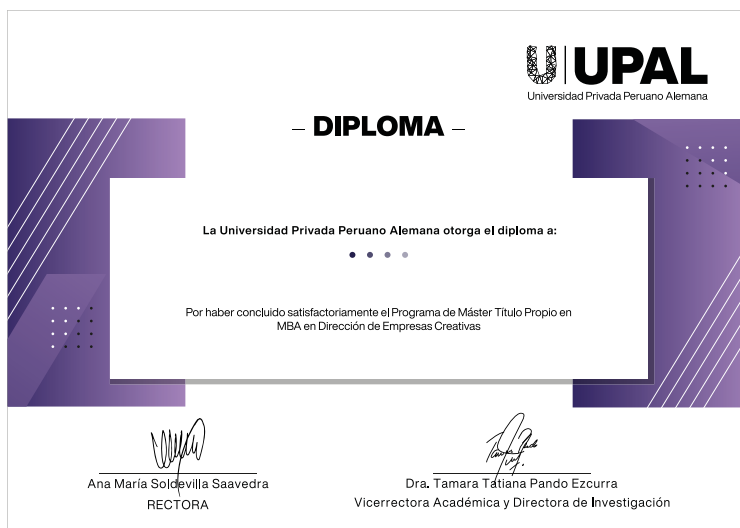 UPAL
Universidad Privada Peruano Alemana
– DIPLOMA –
La Universidad Privada Peruano Alemana otorga el diploma a:
Por haber concluido satisfactoriamente el Programa de Máster Título Propio en
MBA en Dirección de Empresas Creativas
Ana María Soldevilla Saavedra
RECTORA
Dra. Tamara Tatiana Pando Ezcurra
Vicerrectora Académica y Directora de Investigación